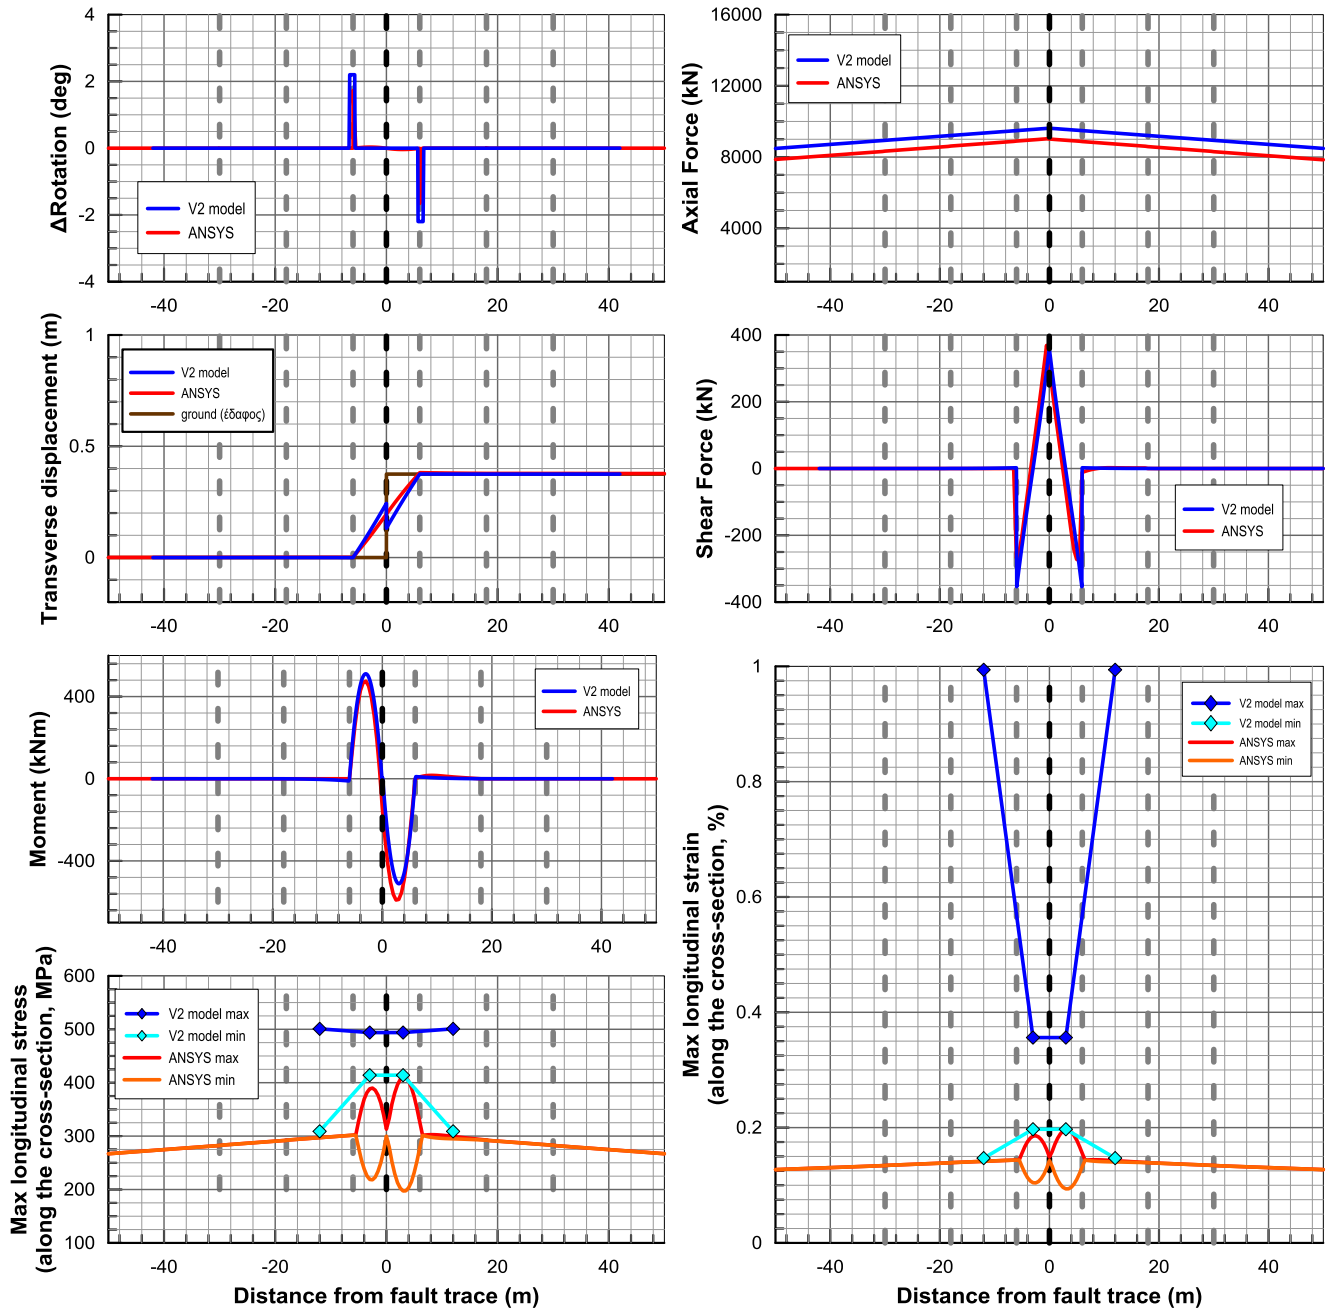 4
2
0
-2
-4
ΔRotation (deg)
V2 model
ANSYS
-40
-20
0
20
40
16000
12000
8000
4000
Axial Force (kN)
V2 model
ANSYS
-40
-20
0
20
40
1
0.5
0
Transverse displacement (m)
V2 model
ANSYS
ground (έδαφος)
-40
-20
0
20
40
400
200
0
-200
-400
Shear Force (kN)
V2 model
ANSYS
-40
-20
0
20
40
400
0
-400
Moment (kNm)
V2 model
ANSYS
-40
-20
0
20
40
600
500
400
300
200
100
Max longitudinal stress
(along the cross-section, MPa)
V2 model max
V2 model min
ANSYS max
ANSYS min
-40
-20
0
20
40
Distance from fault trace (m)
1
0.8
0.6
0.4
0.2
0
Max longitudinal strain
(along the cross-section, %)
V2 model max
V2 model min
ANSYS max
ANSYS min
-40
-20
0
20
40
Distance from fault trace (m)